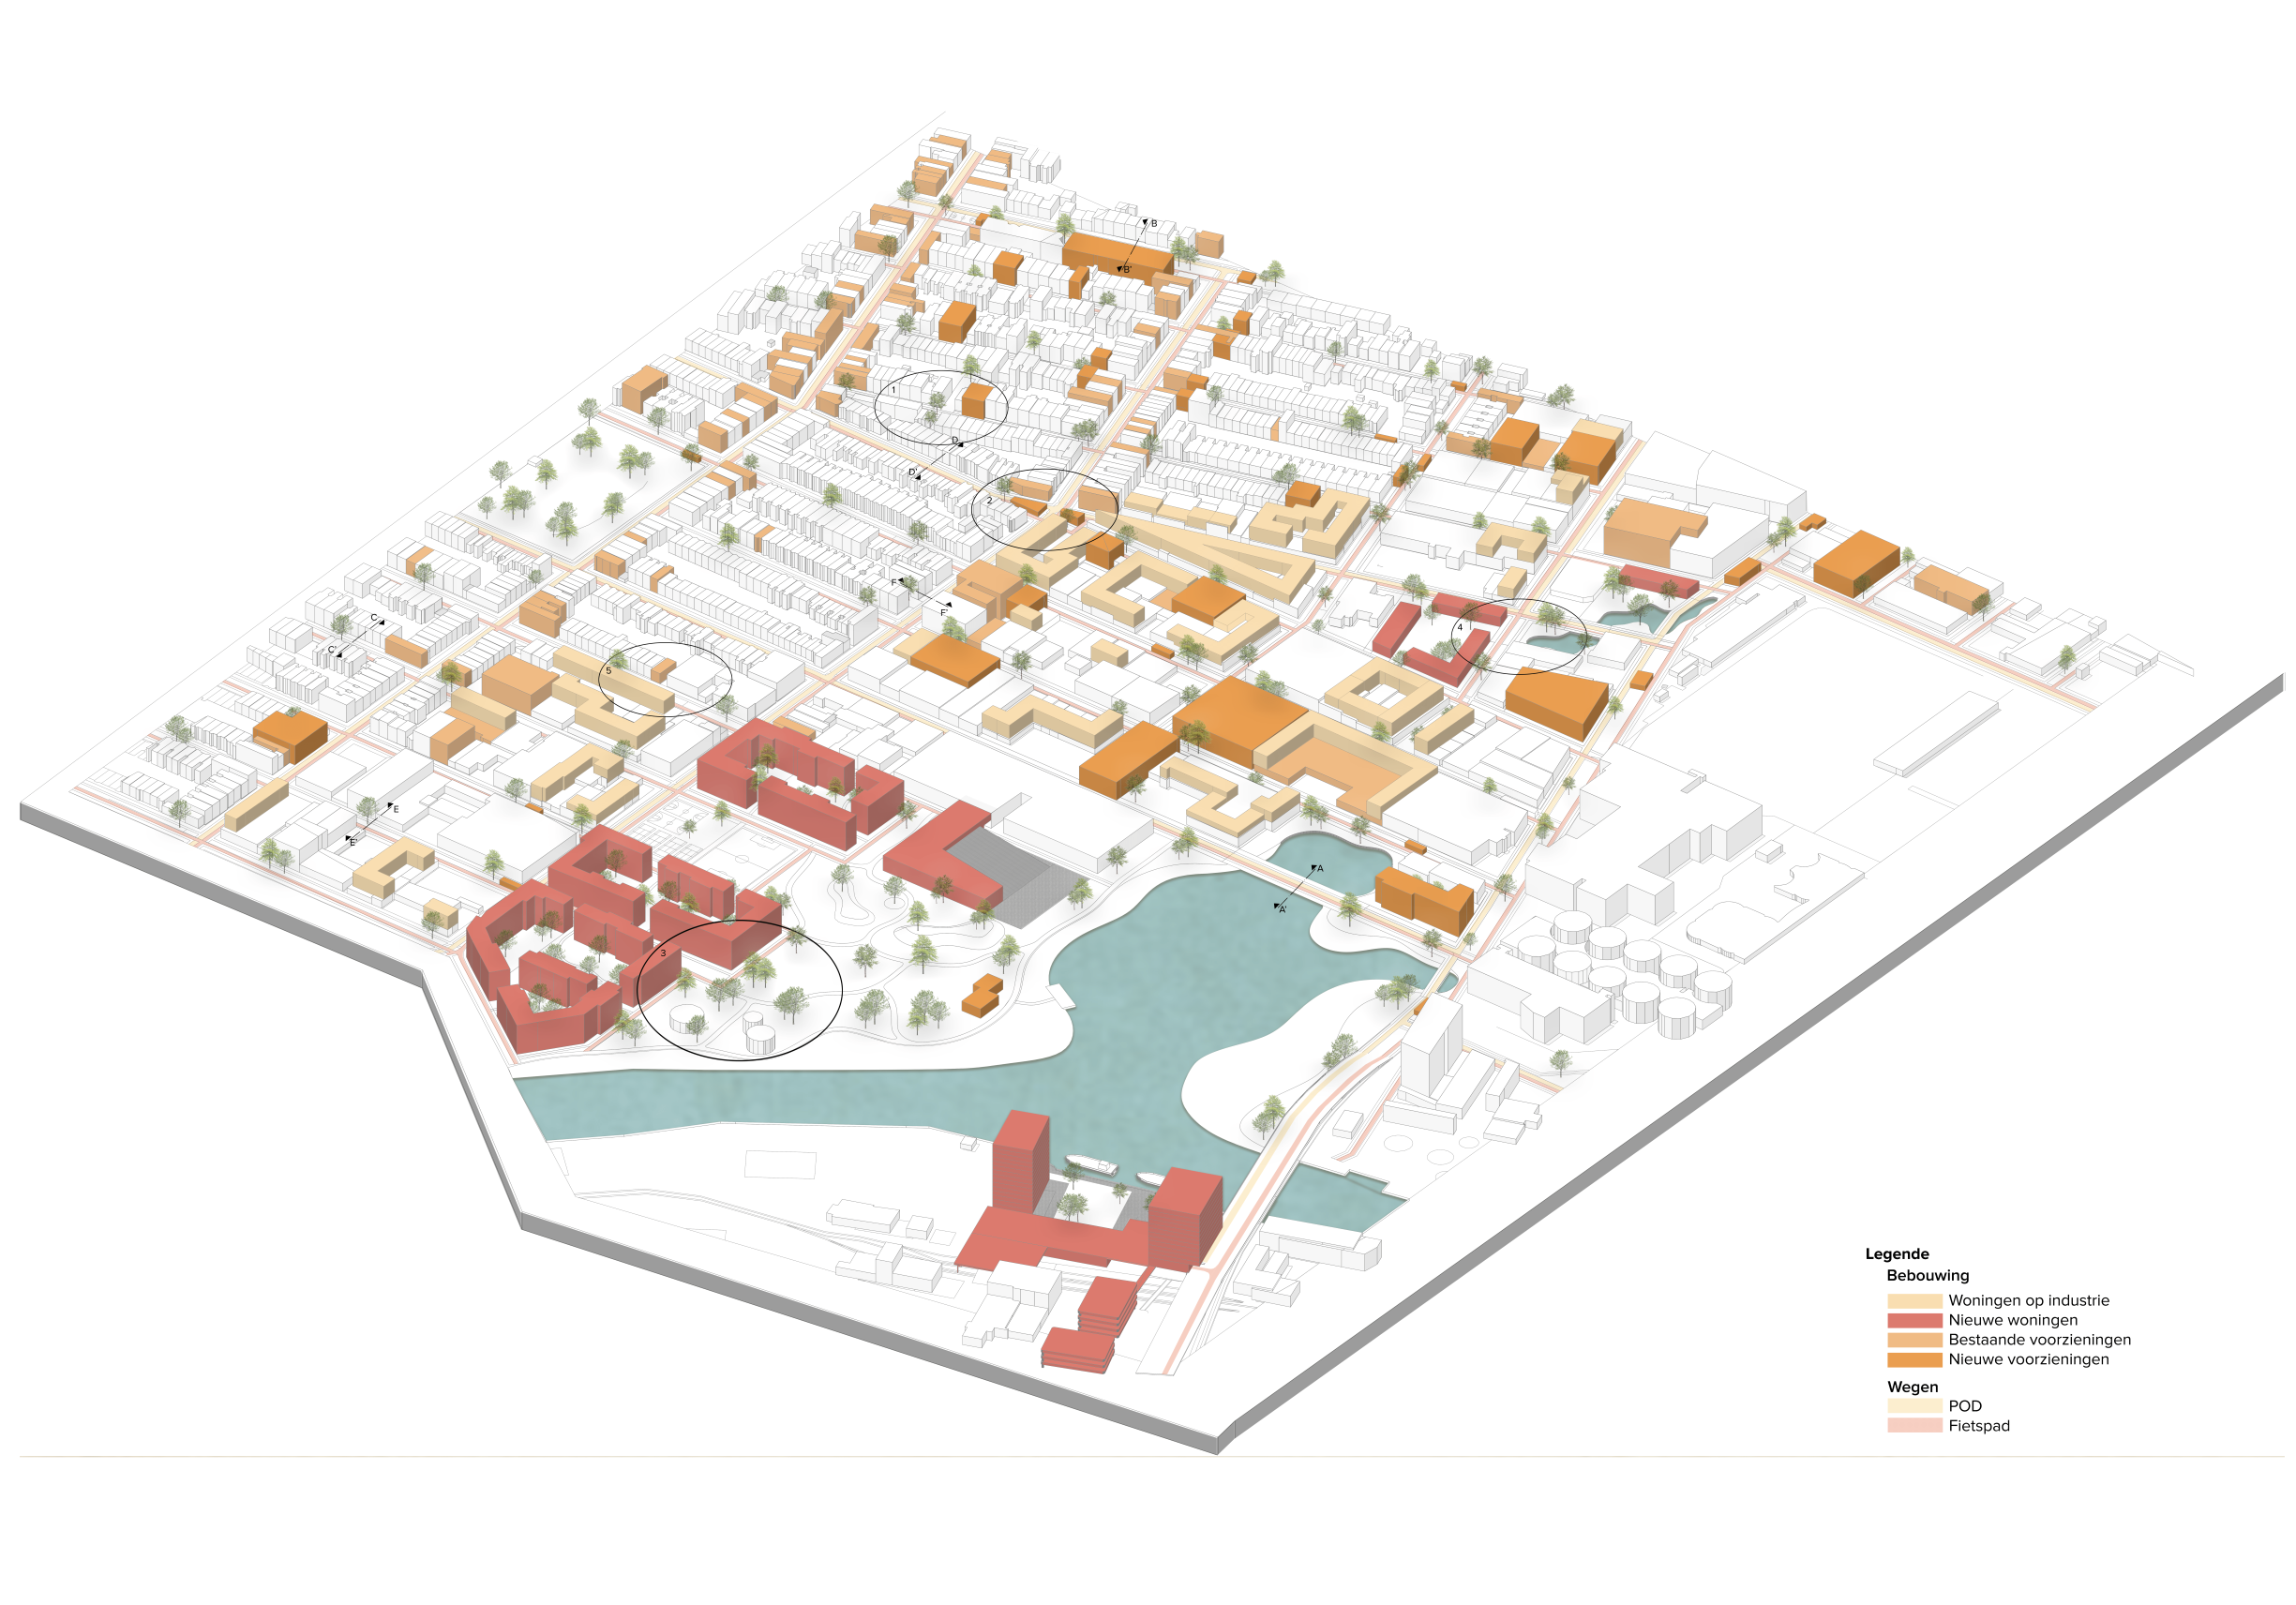 B
B'
1
D
D'
2
F
F'
C
C'
4
5
E
E'
A
A'
3
Legende
Bebouwing
Woningen op industrie
Nieuwe woningen
Bestaande voorzieningen
Nieuwe voorzieningen
Wegen
POD
Fietspad